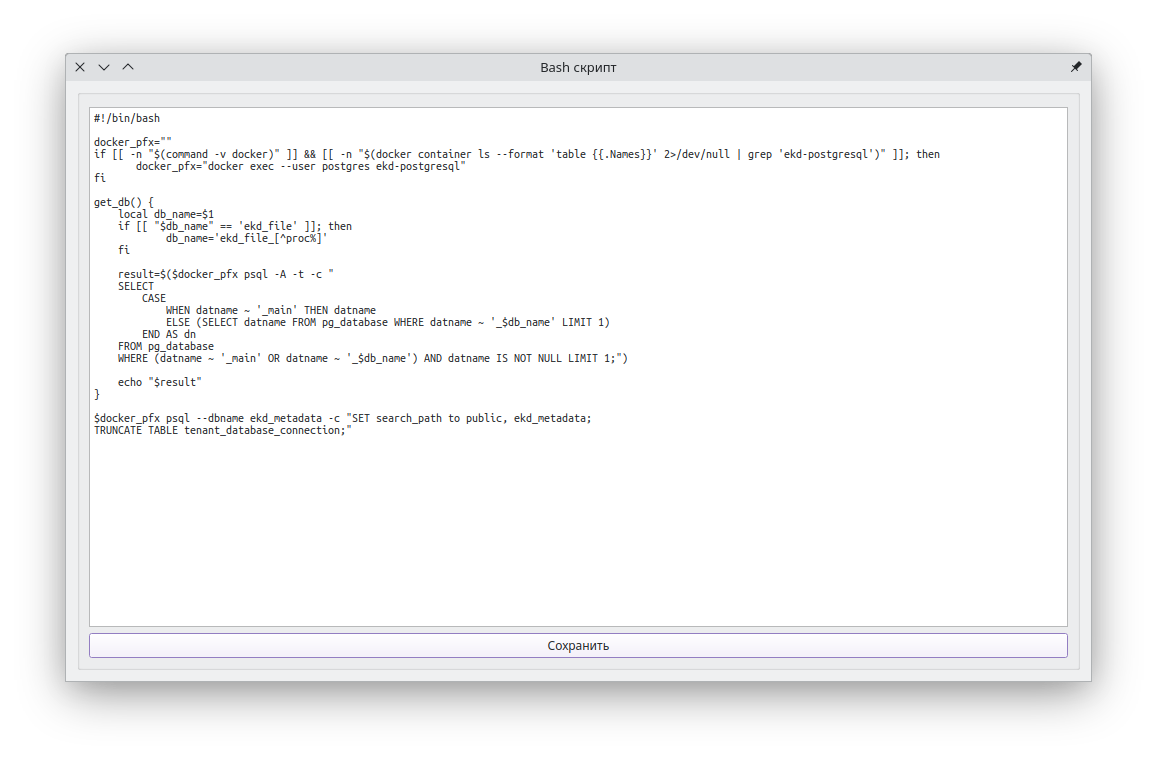 Bash скрипт
#!/bin/bash
docker_pfx=""
if [[ -n "$(command -v docker)" ]] && [[ -n "$(docker container ls --format 'table {{.Names}}' 2>/dev/null | grep 'ekd-postgresql')" ]]; then
       docker_pfx="docker exec --user postgres ekd-postgresql"
fi
get_db() {
    local db_name=$1
    if [[ "$db_name" == 'ekd_file' ]]; then
            db_name='ekd_file_[^proc%]'
    fi
    result=$($docker_pfx psql -A -t -c "
    SELECT
        CASE
            WHEN datname ~ '_main' THEN datname
            ELSE (SELECT datname FROM pg_database WHERE datname ~ '_$db_name' LIMIT 1)
        END AS dn
    FROM pg_database
    WHERE (datname ~ '_main' OR datname ~ '_$db_name') AND datname IS NOT NULL LIMIT 1;")
    echo "$result"
}
$docker_pfx psql --dbname ekd_metadata -c "SET search_path to public, ekd_metadata;
TRUNCATE TABLE tenant_database_connection;"
Сохранить